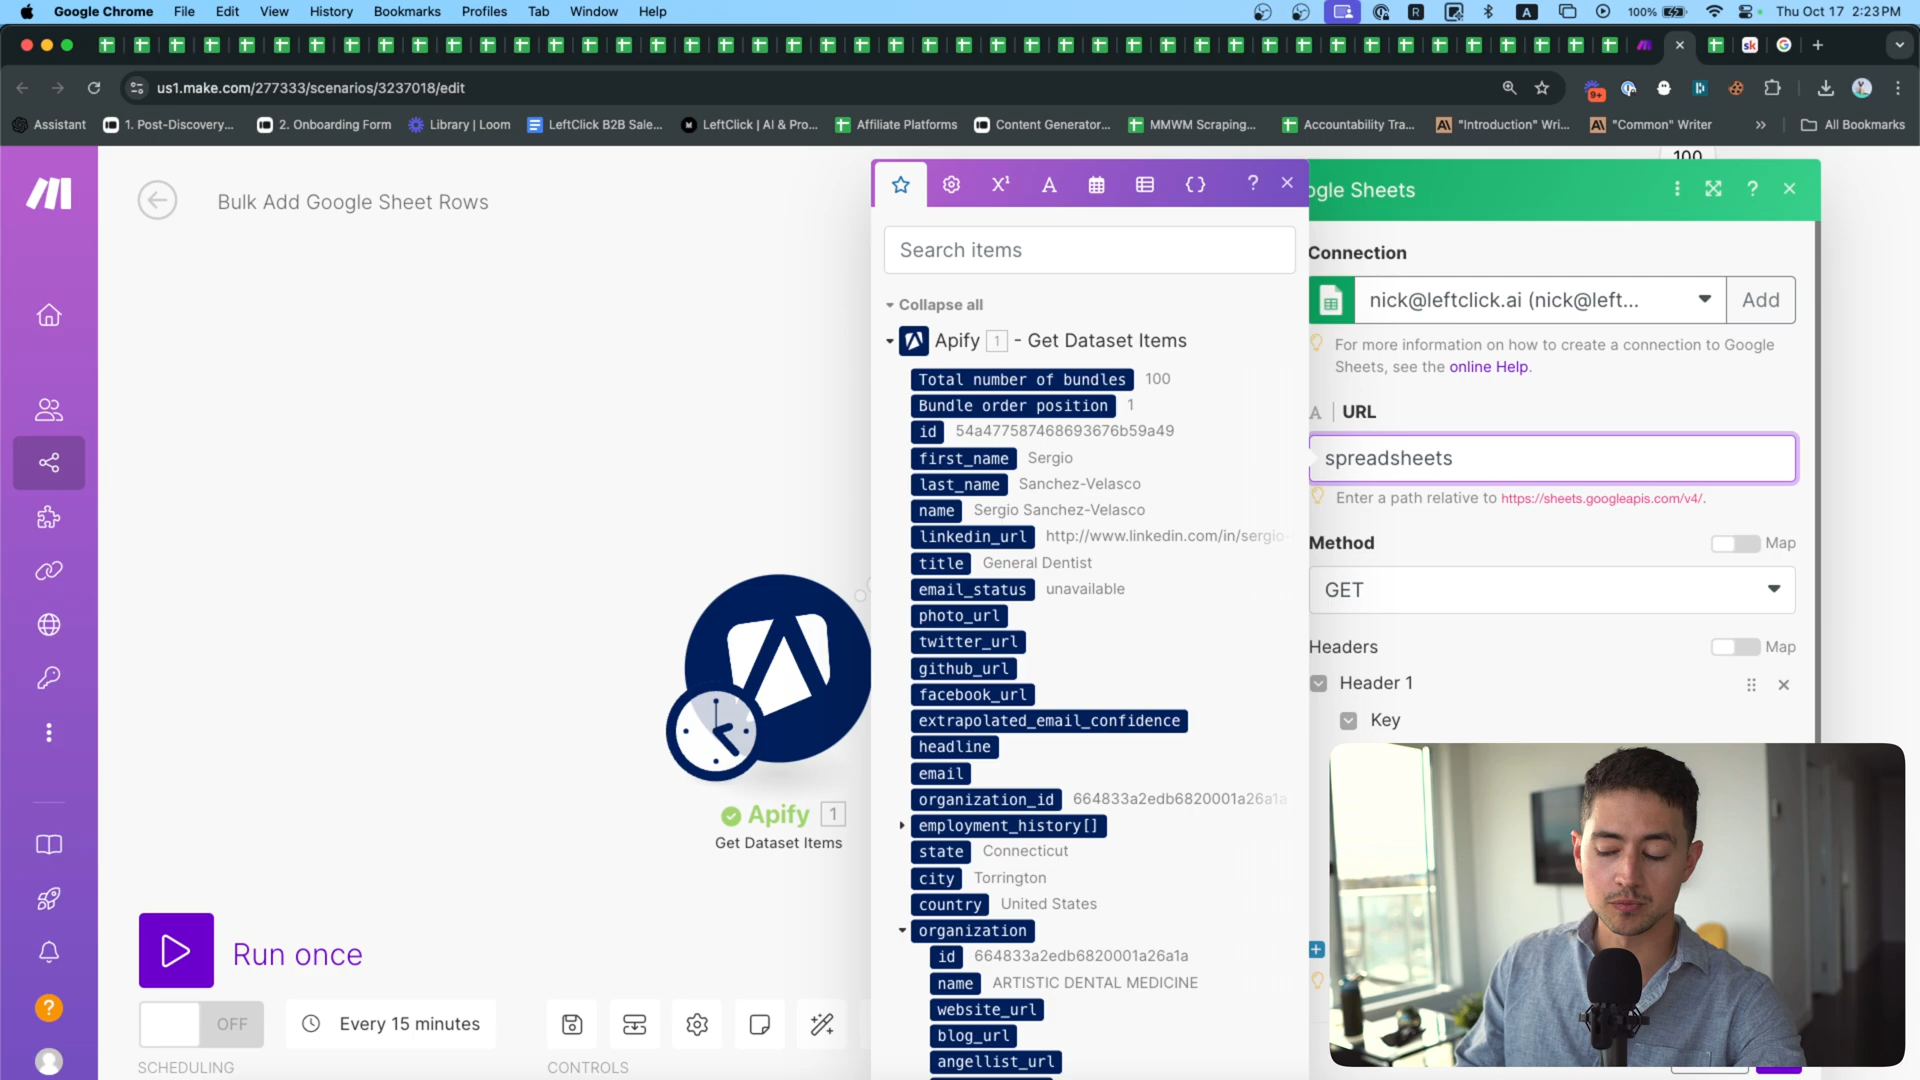 Google Chrome File Edit View History Bookmarks Profiles Tab Window Help
100% Thu Oct 17 2:23 PM
us1.make.com/277333/scenarios/3237018/edit
9+
Assistant 1. Post-Discovery... 2. Onboarding Form Library | Loom LeftClick B2B Sale... LeftClick | AI & Pro... Affiliate Platforms Content Generator... MMWM Scraping... Accountability Tra... "Introduction" Wri... "Common" Writer » All Bookmarks
100
Bulk Add Google Sheet Rows
Search items
Collapse all
Apify 1 - Get Dataset Items
Total number of bundles 100
Bundle order position 1
id 54a477587468693676b59a49
first_name Sergio
last_name Sanchez-Velasco
name Sergio Sanchez-Velasco
linkedin_url http://www.linkedin.com/in/sergio-
title General Dentist
email_status unavailable
photo_url
twitter_url
github_url
facebook_url
extrapolated_email_confidence
headline
email
organization_id 664833a2edb6820001a26a1a
employment_history[]
state Connecticut
city Torrington
country United States
organization
id 664833a2edb6820001a26a1a
name ARTISTIC DENTAL MEDICINE
website_url
blog_url
angellist_url
ogle Sheets
Connection
nick@leftclick.ai (nick@left... Add
For more information on how to create a connection to Google
Sheets, see the online Help.
A URL
spreadsheets
Enter a path relative to https://sheets.googleapis.com/v4/.
Method Map
GET
Headers Map
Header 1
Key
Apify 1
Get Dataset Items
Run once
OFF
Every 15 minutes
SCHEDULING
CONTROLS